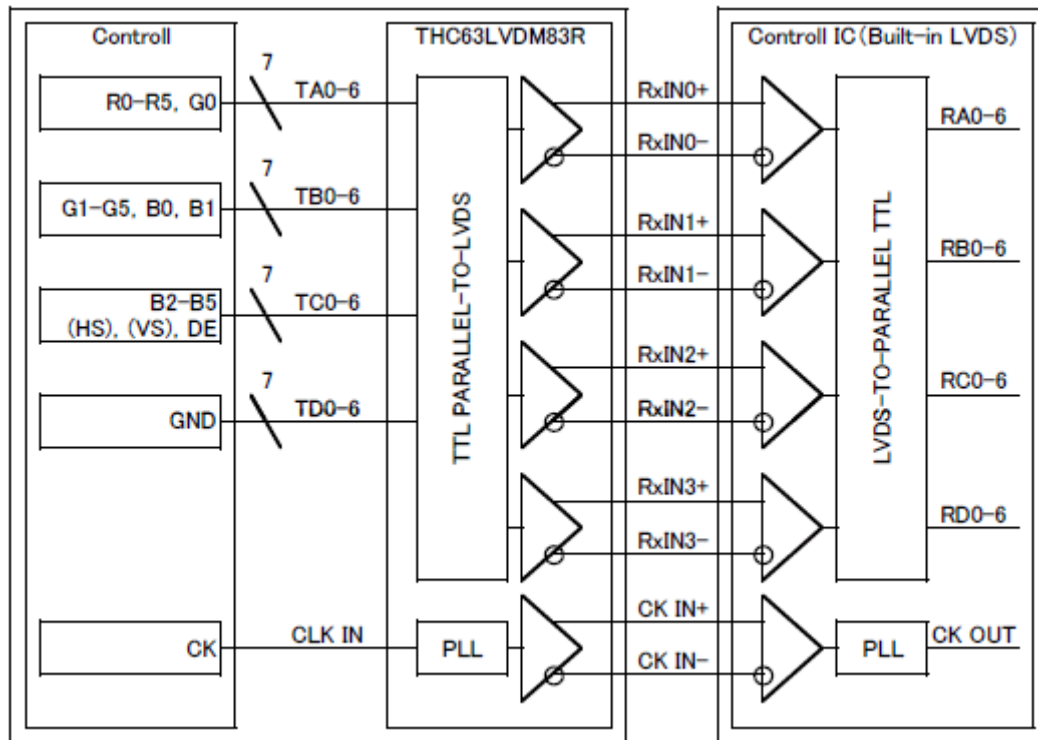 Controll
THC63LVDM83R
Controll IC(Built-in LVDS)
R0-R5, G0
7
TA0-6
RxIN0+
RxIN0-
RA0-6
G1-G5, B0, B1
7
TB0-6
RxIN1+
RxIN1-
RB0-6
B2-B5
(HS), (VS), DE
7
TC0-6
RxIN2+
RxIN2-
RC0-6
GND
7
TD0-6
RxIN3+
RxIN3-
RD0-6
TTL PARALLEL-TO-LVDS
LVDS-TO-PARALLEL TTL
CK
CLK IN
PLL
CK IN+
CK IN-
PLL
CK OUT